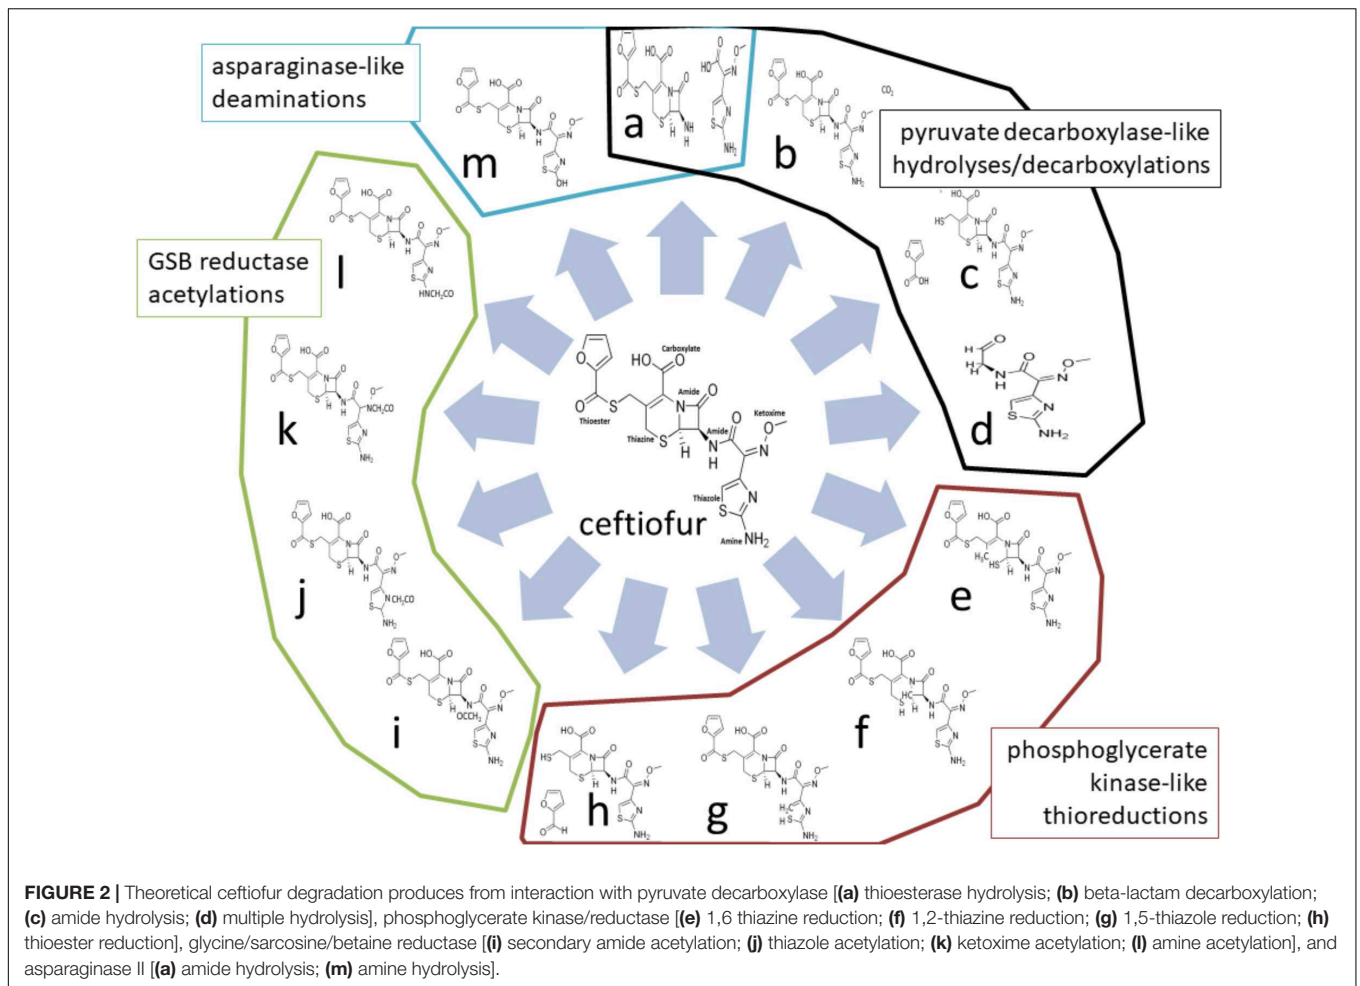 asparaginase-like
deaminations
pyruvate decarboxylase-like
hydrolyses/decarboxylations
GSB reductase
acetylations
phosphoglycerate
kinase-like
thioreductions
a
b
CO₂
c
d
e
f
g
h
i
j
k
l
m
Carboxylate
Amide
Thioester
Thiazine
Amide
Ketoxime
Thiazole
Amine
ceftiofur
FIGURE 2 | Theoretical ceftiofur degradation produces from interaction with pyruvate decarboxylase [(a) thioesterase hydrolysis; (b) beta-lactam decarboxylation;
(c) amide hydrolysis; (d) multiple hydrolysis], phosphoglycerate kinase/reductase [(e) 1,6 thiazine reduction; (f) 1,2-thiazine reduction; (g) 1,5-thiazole reduction; (h)
thioester reduction], glycine/sarcosine/betaine reductase [(i) secondary amide acetylation; (j) thiazole acetylation; (k) ketoxime acetylation; (l) amine acetylation], and
asparaginase II [(a) amide hydrolysis; (m) amine hydrolysis].